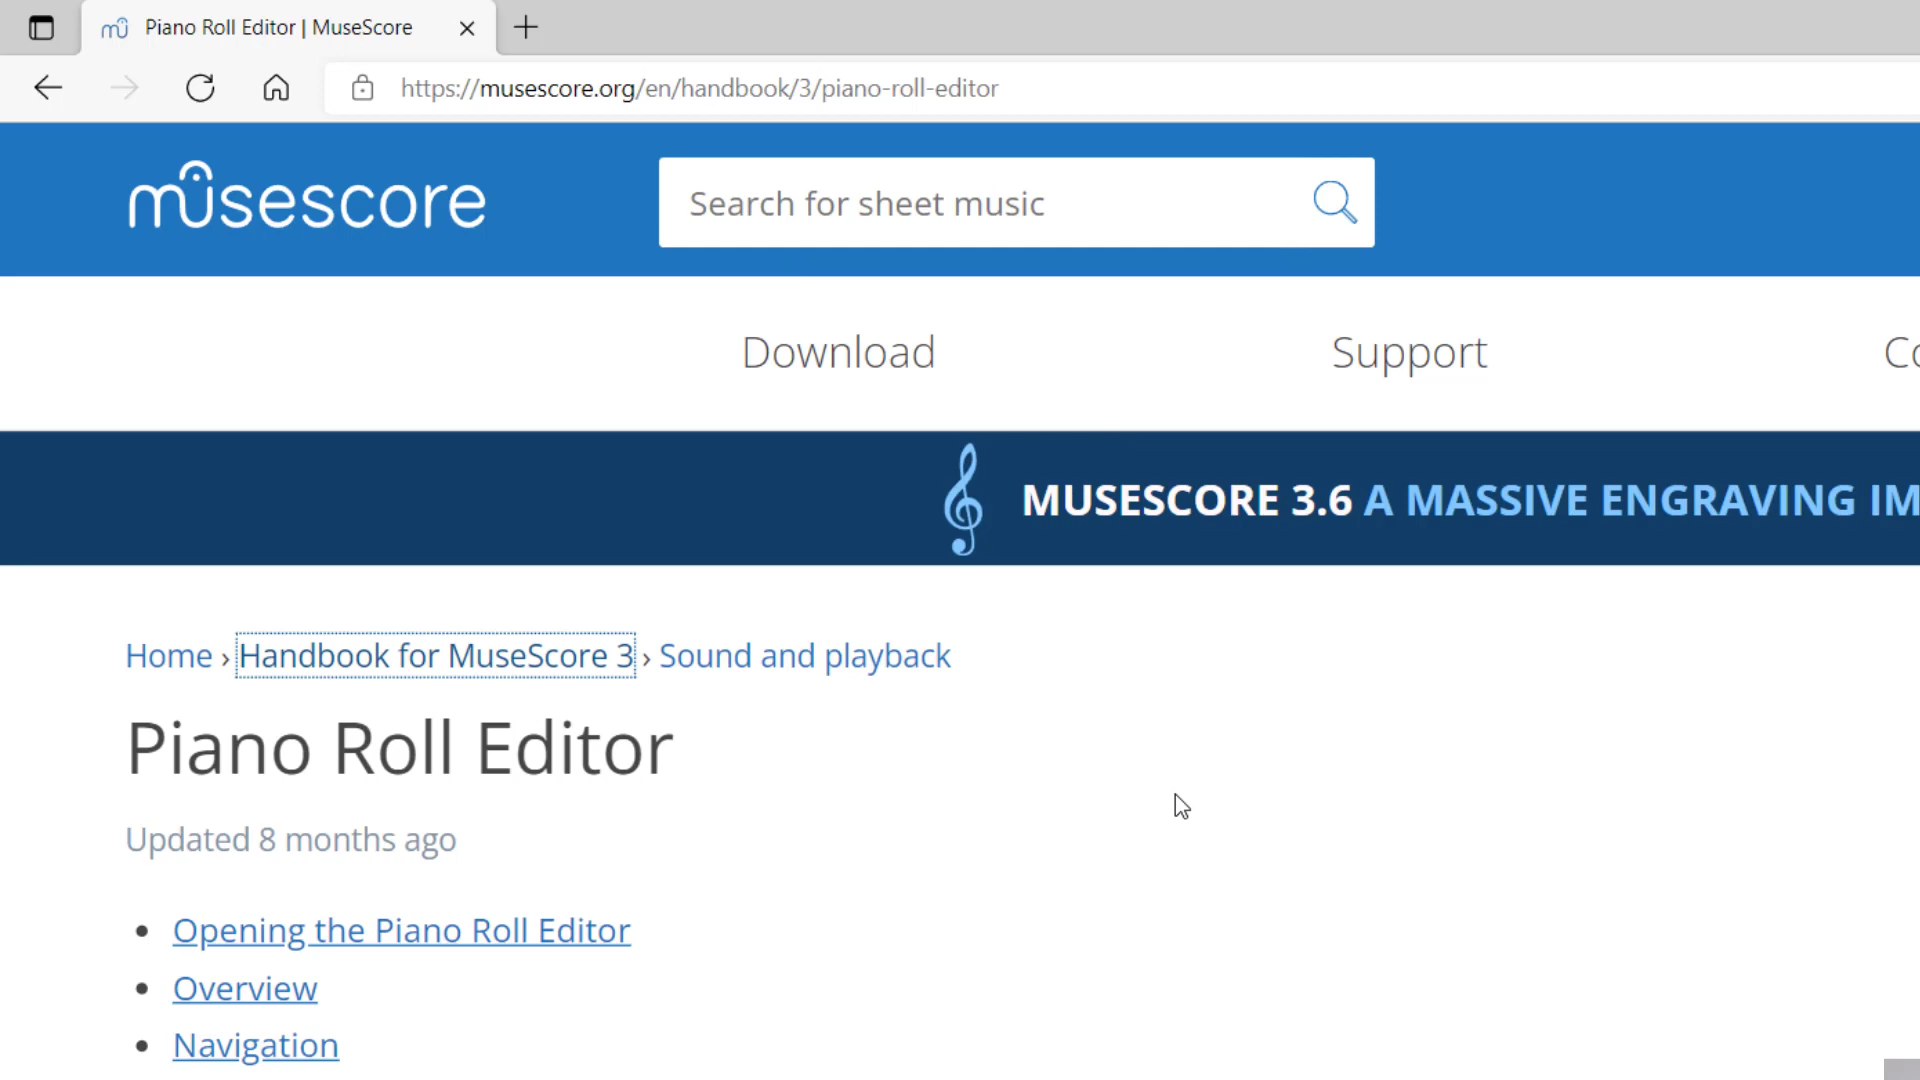 Piano Roll Editor | MuseScore
https://musescore.org/en/handbook/3/piano-roll-editor
musescore
Search for sheet music
Download Support Co
MUSESCORE 3.6 A MASSIVE ENGRAVING IM
Home › Handbook for MuseScore 3 › Sound and playback
Piano Roll Editor
Updated 8 months ago
• Opening the Piano Roll Editor
• Overview
• Navigation